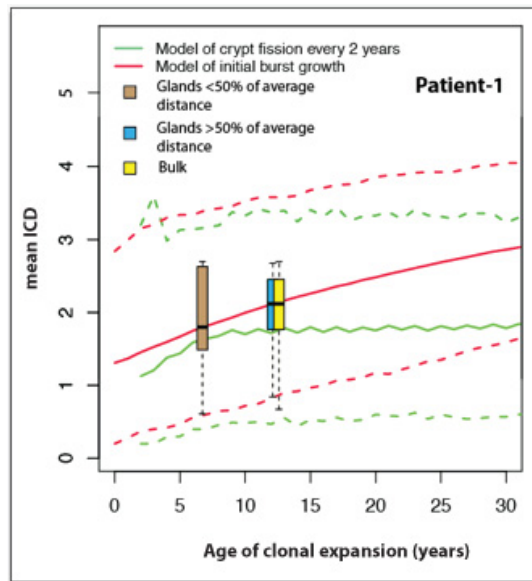 Model of crypt fission every 2 years
Model of initial burst growth
Patient-1
Glands <50% of average
distance
Glands >50% of average
distance
Bulk
mean ICD
5
4
3
2
1
0
0 5 10 15 20 25 30
Age of clonal expansion (years)